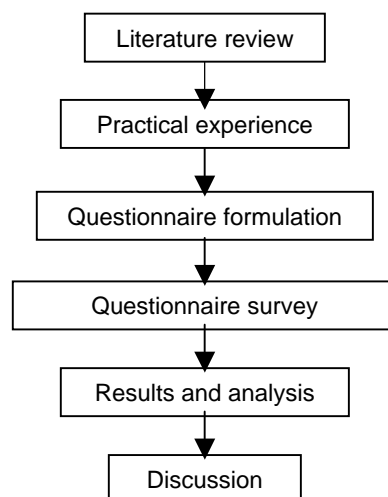 Literature review
Practical experience
Questionnaire formulation
Questionnaire survey
Results and analysis
Discussion